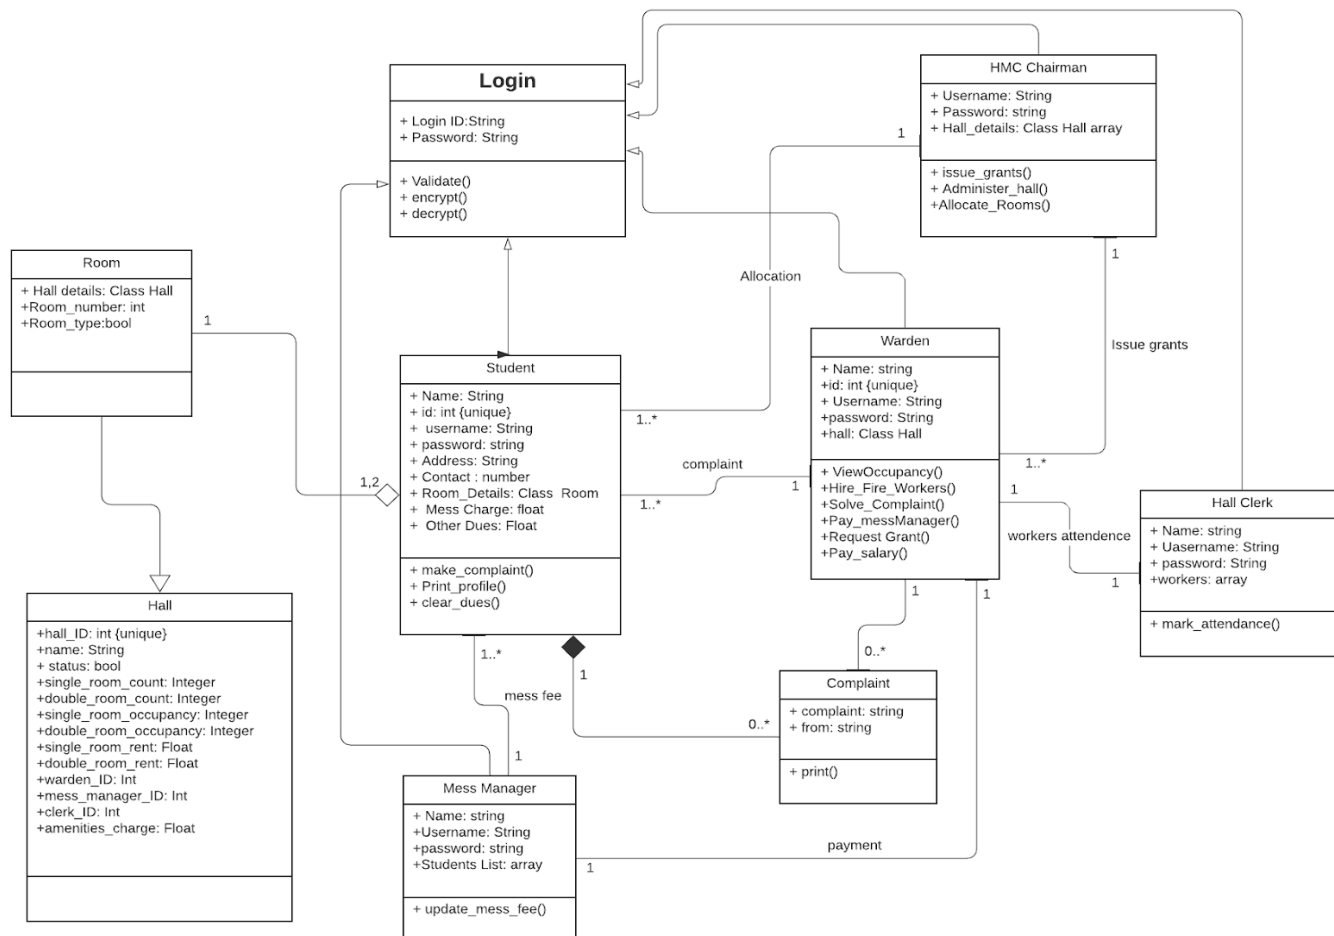 Login
+ Login ID:String
+ Password: String
+ Validate()
+ encrypt()
+ decrypt()
HMC Chairman
+ Username: String
+ Password: string
+ Hall_details: Class Hall array
+ issue_grants()
+ Administer_hall()
+Allocate_Rooms()
1
1
Allocation
1..*
Issue grants
1..*
Room
+ Hall details: Class Hall
+Room_number: int
+Room_type:bool
1
1,2
Student
+ Name: String
+ id: int {unique}
+ username: String
+ password: string
+ Address: String
+ Contact : number
+ Room_Details: Class Room
+ Mess Charge: float
+ Other Dues: Float
+ make_complaint()
+ Print_profile()
+ clear_dues()
complaint
1..*
1
Warden
+ Name: string
+id: int {unique}
+ Username: String
+password: String
+hall: Class Hall
+ ViewOccupancy()
+Hire_Fire_Workers()
+Solve_Complaint()
+Pay_messManager()
+Request Grant()
+Pay_salary()
1
workers attendence
1
Hall Clerk
+ Name: string
+ Uasername: String
+ password: String
+workers: array
+ mark_attendance()
1
1
0..*
Hall
+hall_ID: int {unique}
+name: String
+ status: bool
+single_room_count: Integer
+double_room_count: Integer
+single_room_occupancy: Integer
+double_room_occupancy: Integer
+single_room_rent: Float
+double_room_rent: Float
+warden_ID: Int
+mess_manager_ID: Int
+clerk_ID: Int
+amenities_charge: Float
1..*
1
mess fee
0..*
1
Complaint
+ complaint: string
+ from: string
+ print()
Mess Manager
+ Name: string
+Username: String
+password: string
+Students List: array
+ update_mess_fee()
payment
1